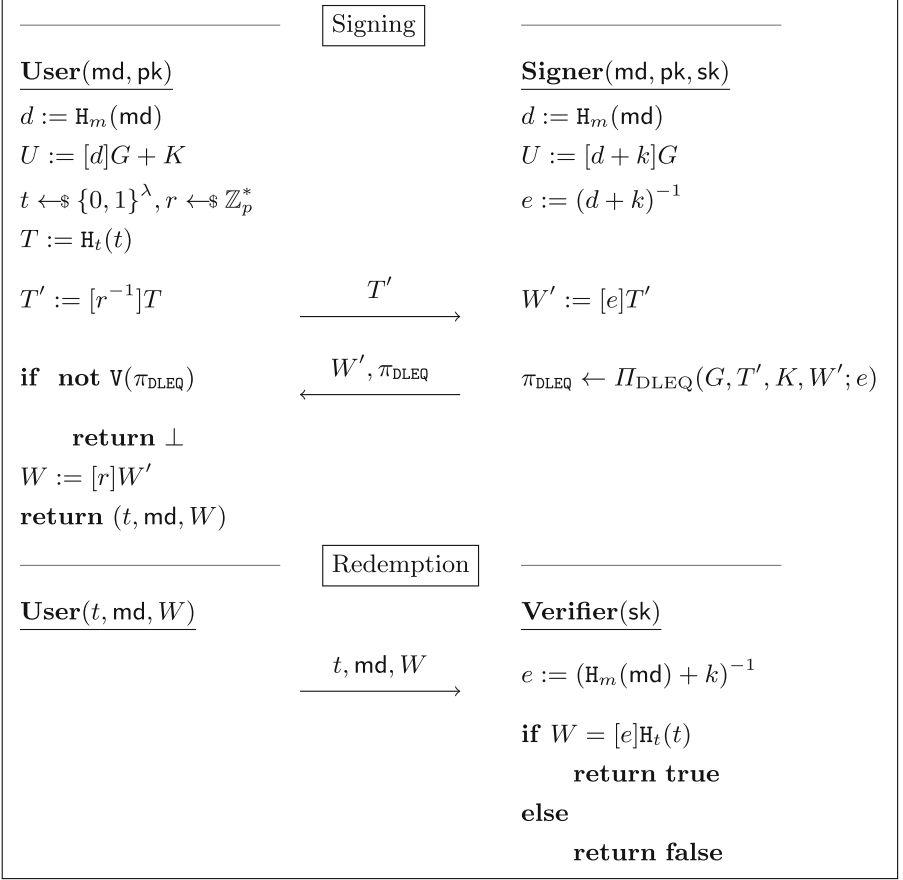 Signing
User(md, pk) Signer(md, pk, sk)
d := H_m(md) d := H_m(md)
U := [d]G + K U := [d + k]G
t ←$ {0, 1}^λ, r ←$ ℤ_p^* e := (d + k)^{-1}
T := H_t(t)
T′ := [r^{-1}]T T′ W′ := [e]T′
if not V(π_DLEQ) W′, π_DLEQ π_DLEQ ← Π_DLEQ(G, T′, K, W′; e)
return ⊥
W := [r]W′
return (t, md, W)
Redemption
User(t, md, W) Verifier(sk)
t, md, W e := (H_m(md) + k)^{-1}
if W = [e]H_t(t)
return true
else
return false